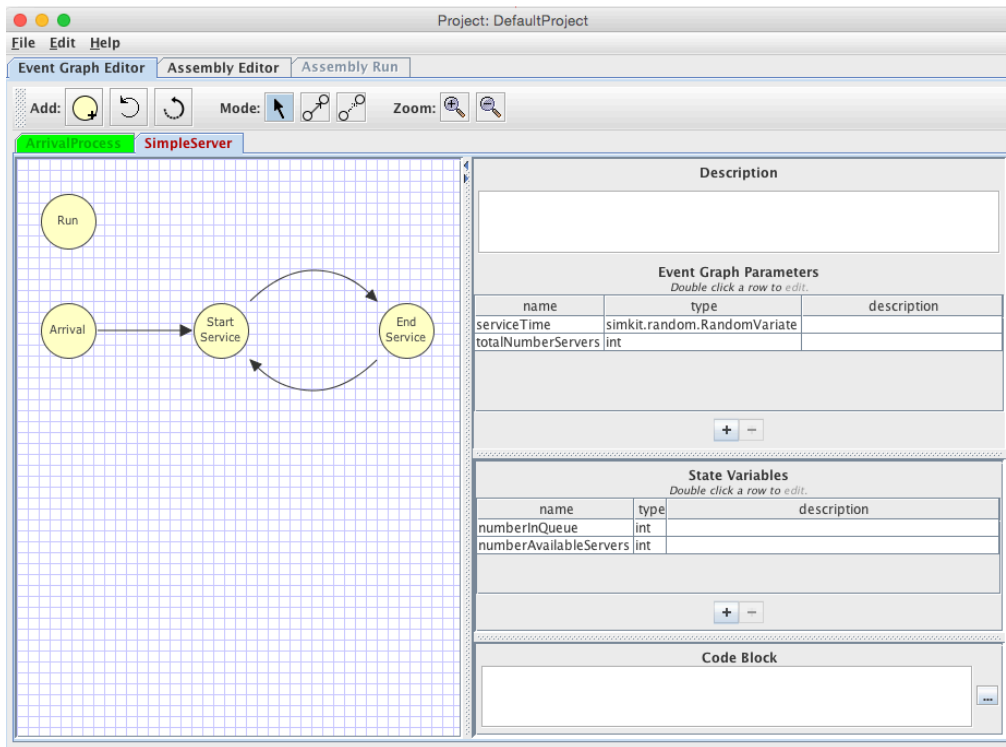 Project: DefaultProject
File Edit Help
Event Graph Editor Assembly Editor Assembly Run
Add: Mode: Zoom:
ArrivalProcess SimpleServer
Run
Arrival
Start
Service
End
Service
Description
Event Graph Parameters
Double click a row to edit.
name type description
serviceTime simkit.random.RandomVariate
totalNumberServers int
+ −
State Variables
Double click a row to edit.
name type description
numberInQueue int
numberAvailableServers int
+ −
Code Block
...